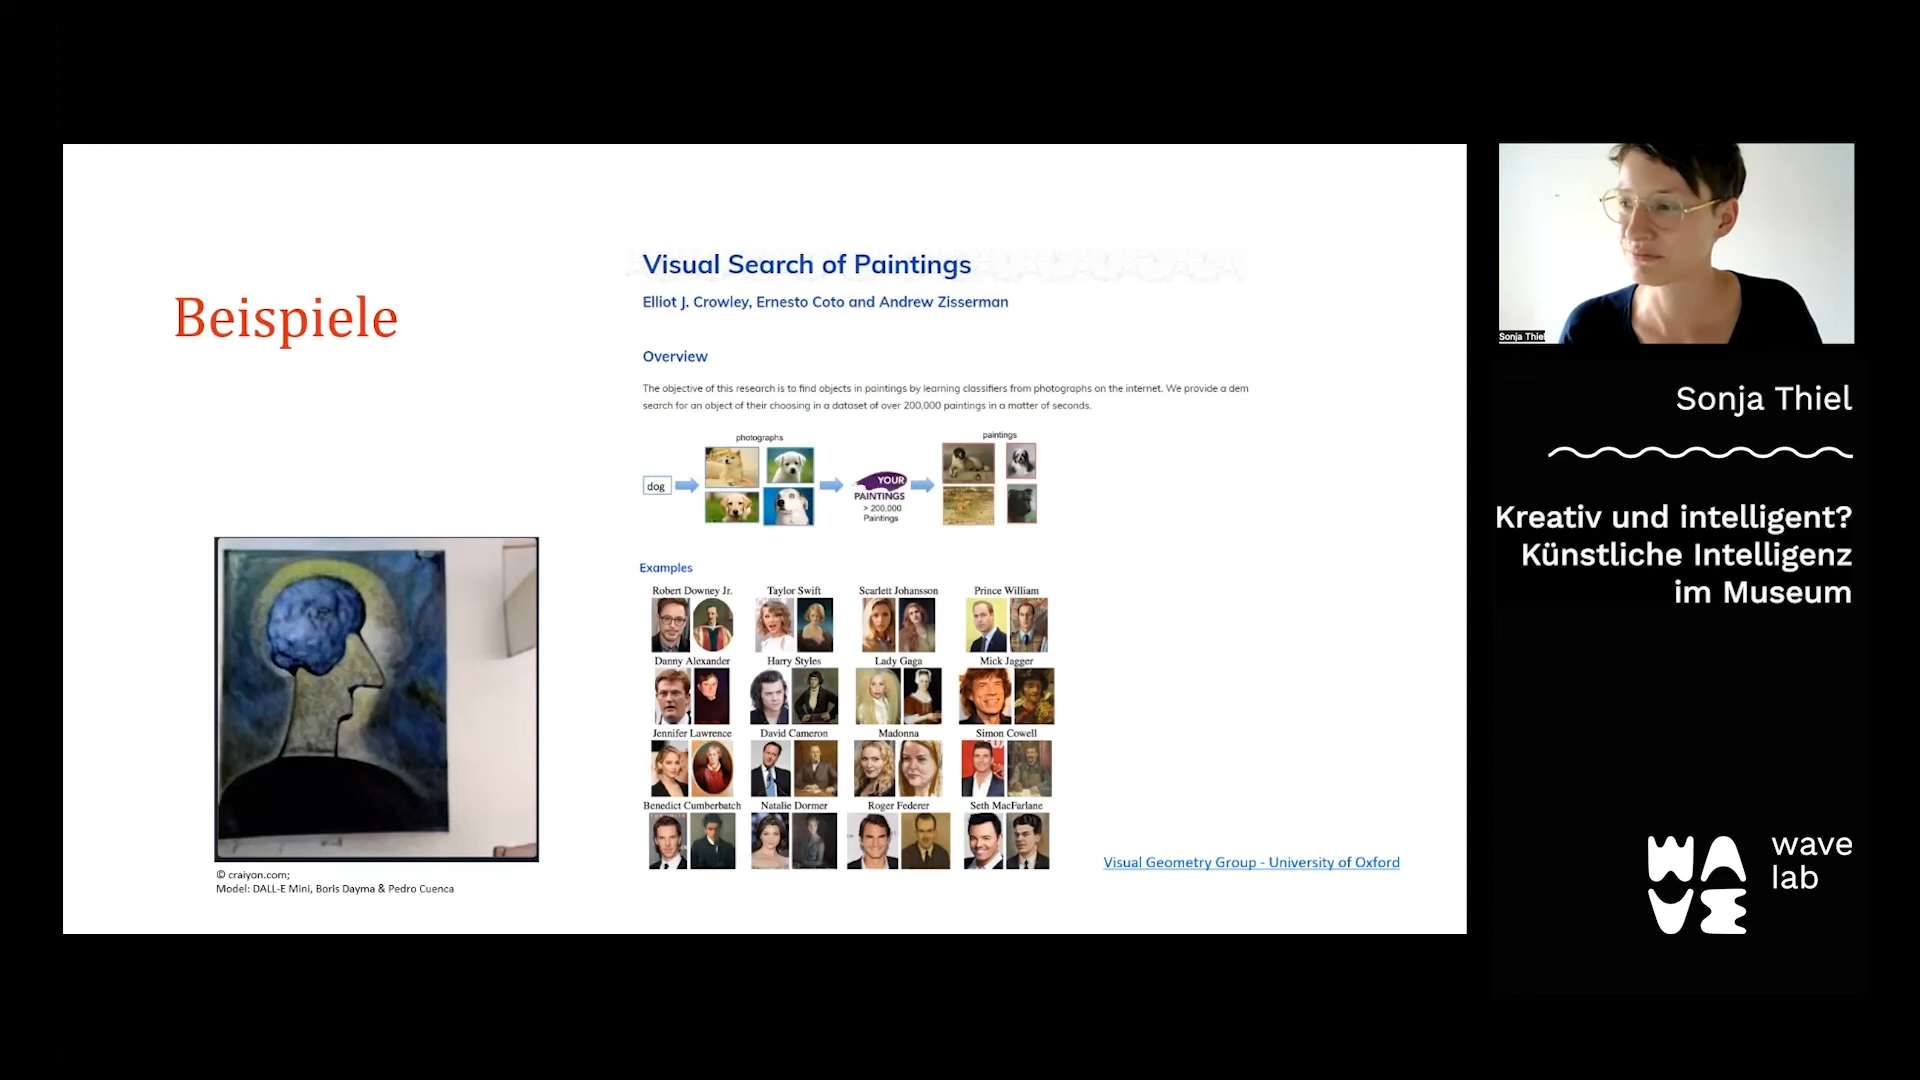 Beispiele
© craiyon.com;
Model: DALL-E Mini, Boris Dayma & Pedro Cuenca
Visual Search of Paintings
Elliot J. Crowley, Ernesto Coto and Andrew Zisserman
Overview
The objective of this research is to find objects in paintings by learning classifiers from photographs on the internet. We provide a dem
search for an object of their choosing in a dataset of over 200,000 paintings in a matter of seconds.
photographs
paintings
dog
YOUR
PAINTINGS
> 200,000
Paintings
Examples
Robert Downey Jr. Taylor Swift Scarlett Johansson Prince William
Danny Alexander Harry Styles Lady Gaga Mick Jagger
Jennifer Lawrence David Cameron Madonna Simon Cowell
Benedict Cumberbatch Natalie Dormer Roger Federer Seth MacFarlane
Visual Geometry Group - University of Oxford
Sonja Thiel
Sonja Thiel
Kreativ und intelligent?
Künstliche Intelligenz
im Museum
WAVE
wave
lab